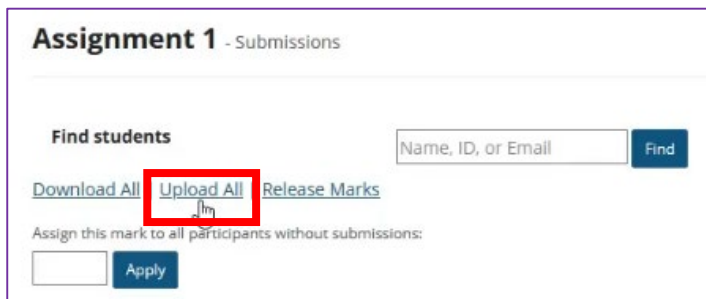 Assignment 1 - Submissions
Find students
Name, ID, or Email Find
Download All Upload All Release Marks
Assign this mark to all participants without submissions:
Apply